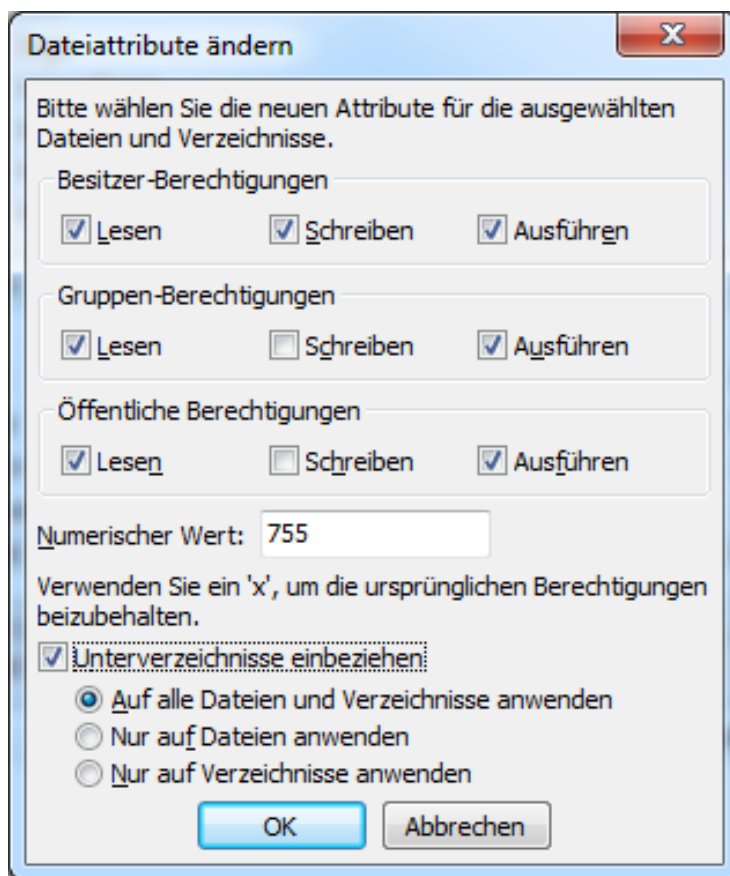 Dateiattribute ändern
Bitte wählen Sie die neuen Attribute für die ausgewählten
Dateien und Verzeichnisse.
Besitzer-Berechtigungen
Lesen Schreiben Ausführen
Gruppen-Berechtigungen
Lesen Schreiben Ausführen
Öffentliche Berechtigungen
Lesen Schreiben Ausführen
Numerischer Wert: 755
Verwenden Sie ein 'x', um die ursprünglichen Berechtigungen
beizubehalten.
Unterverzeichnisse einbeziehen
Auf alle Dateien und Verzeichnisse anwenden
Nur auf Dateien anwenden
Nur auf Verzeichnisse anwenden
OK Abbrechen